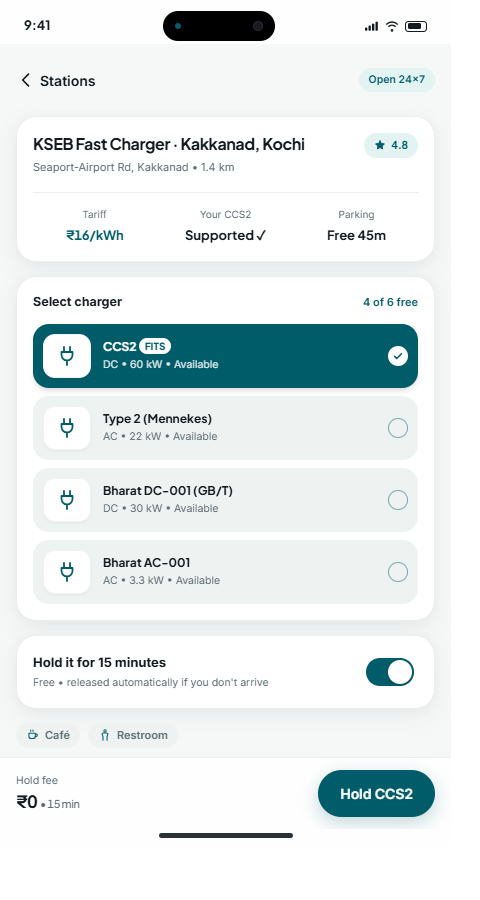 9:41
Stations
Open 24×7
KSEB Fast Charger · Kakkanad, Kochi
★ 4.8
Seaport-Airport Rd, Kakkanad • 1.4 km
Tariff
Your CCS2
Parking
₹16/kWh
Supported ✓
Free 45m
Select charger
4 of 6 free
CCS2 FITS
DC • 60 kW • Available
Type 2 (Mennekes)
AC • 22 kW • Available
Bharat DC-001 (GB/T)
DC • 30 kW • Available
Bharat AC-001
AC • 3.3 kW • Available
Hold it for 15 minutes
Free • released automatically if you don't arrive
Café
Restroom
Hold fee
₹0 • 15 min
Hold CCS2